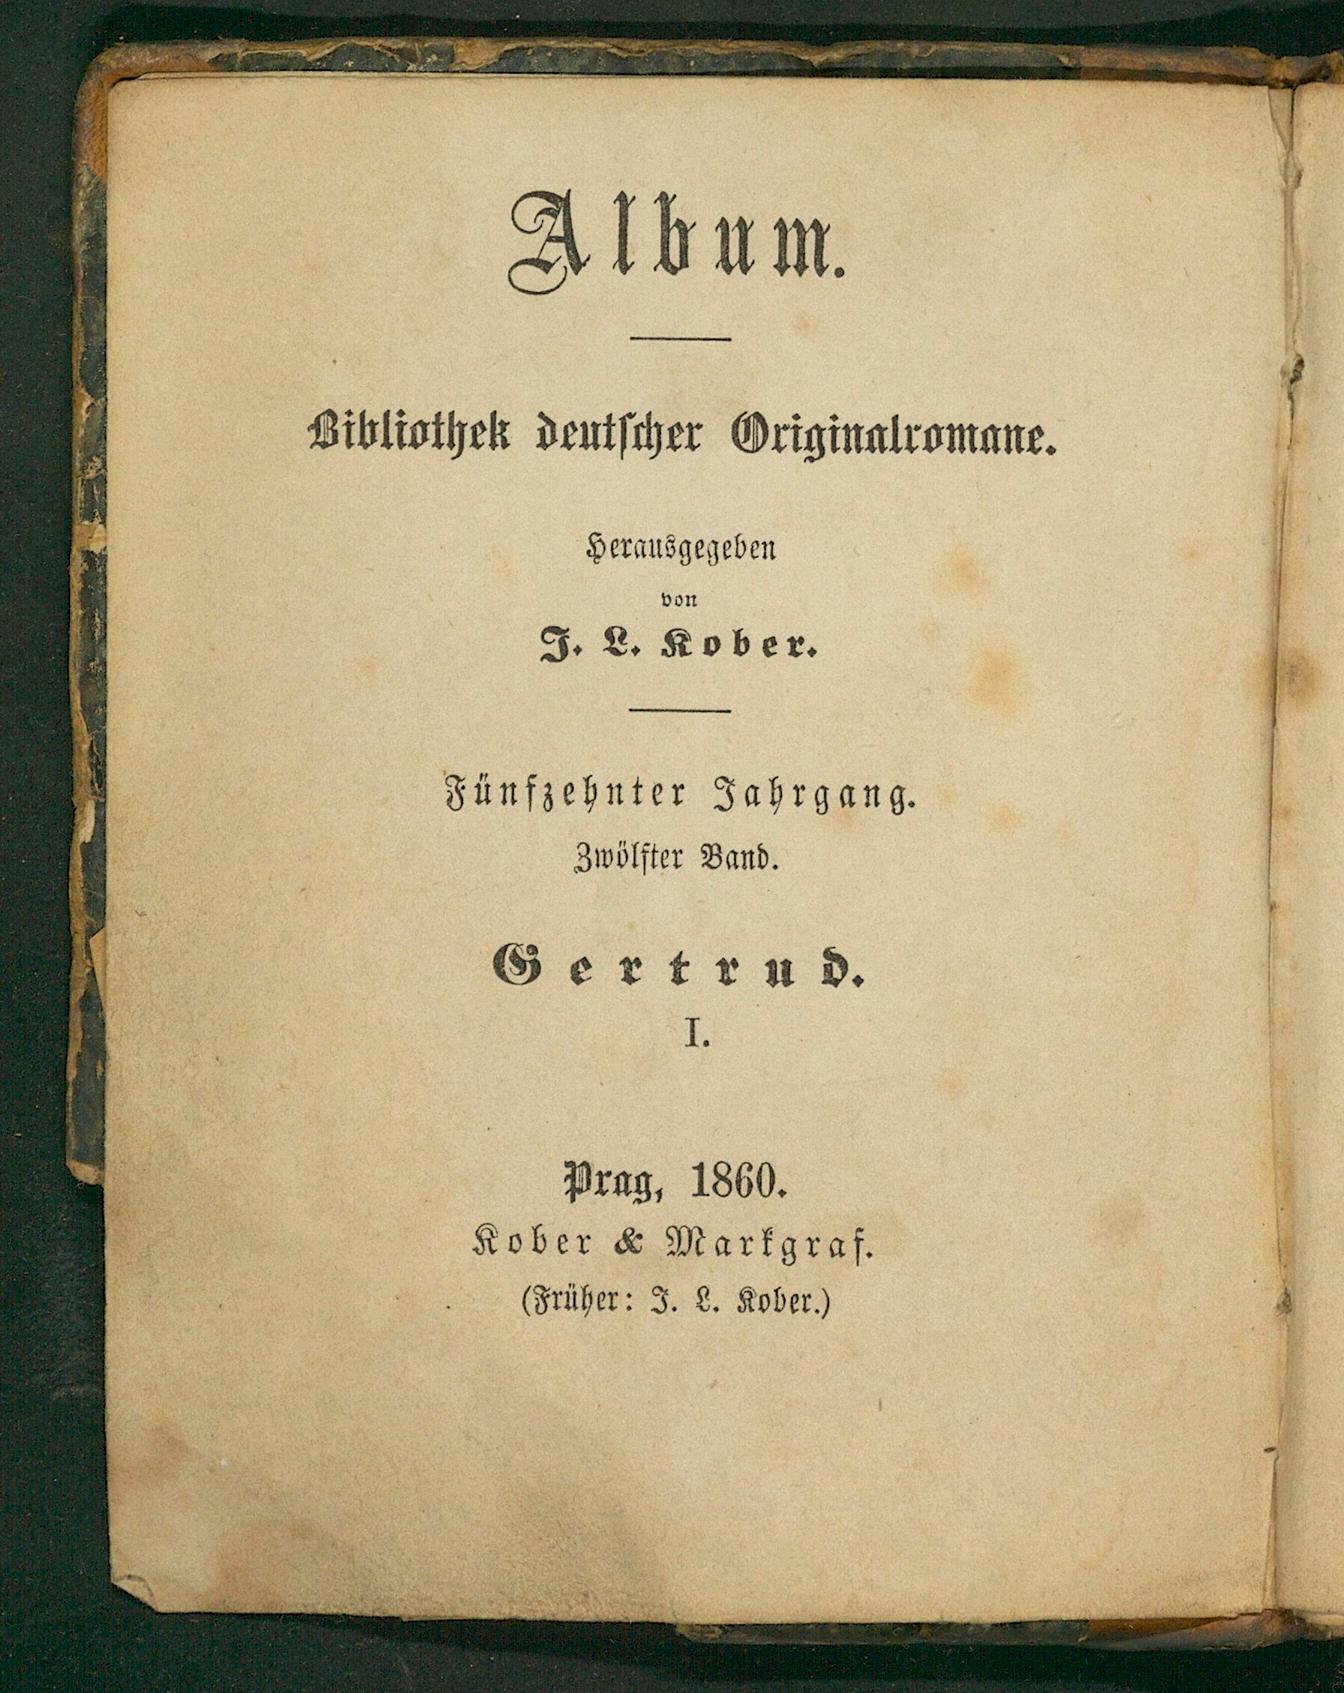 Album.
Bibliothek deutscher Originalromane.
Herausgegeben
von
J. L. Kober.
Fünfzehnter Jahrgang.
Zwölfter Band.
Gertrud.
I.
Prag, 1860.
Kober & Markgraf.
(Früher: J. L. Kober.)